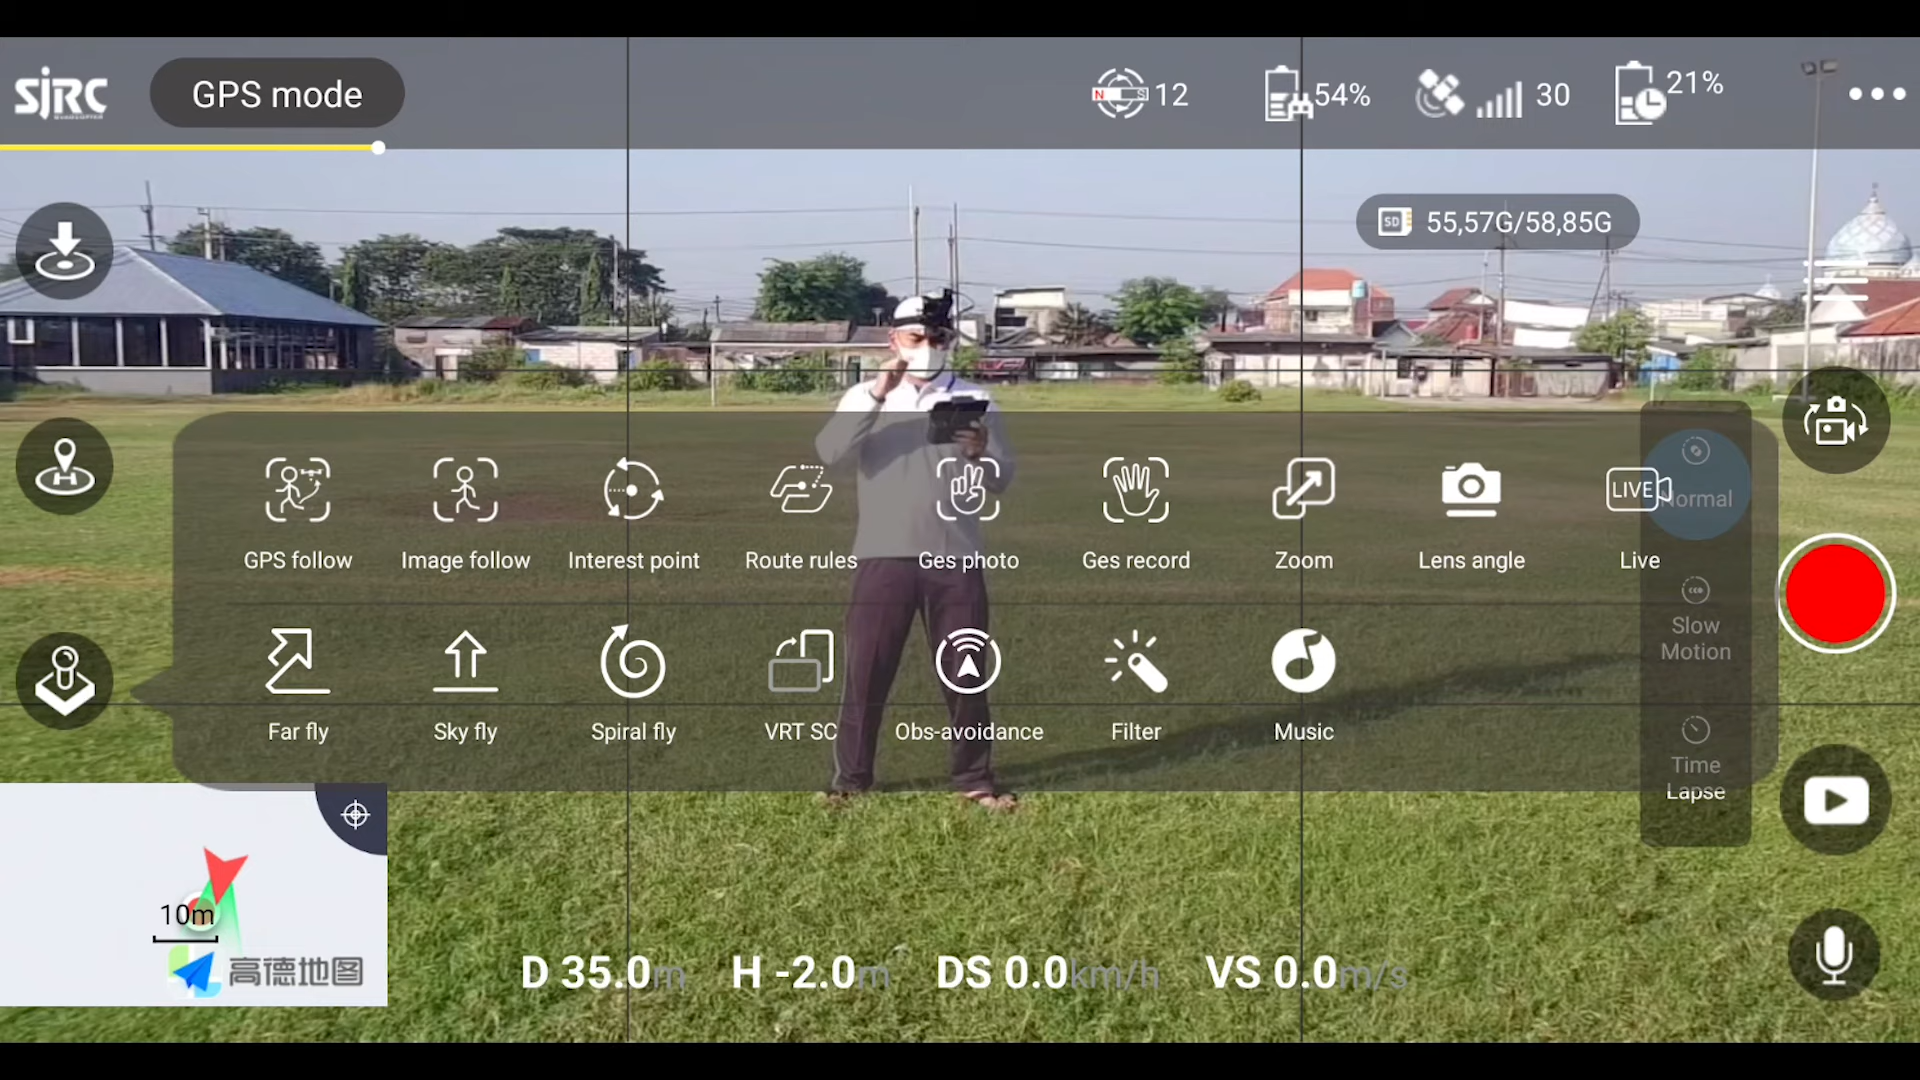 SJRC
GPS mode
N S 12
54%
30
21%
SD 55,57G/58,85G
GPS follow
Image follow
Interest point
Route rules
Ges photo
Ges record
Zoom
Lens angle
LIVE
Live
Normal
Slow
Motion
Time
Lapse
Far fly
Sky fly
Spiral fly
VRT SC
Obs-avoidance
Filter
Music
10m
高德地图
D 35.0m H -2.0m DS 0.0km/h VS 0.0m/s